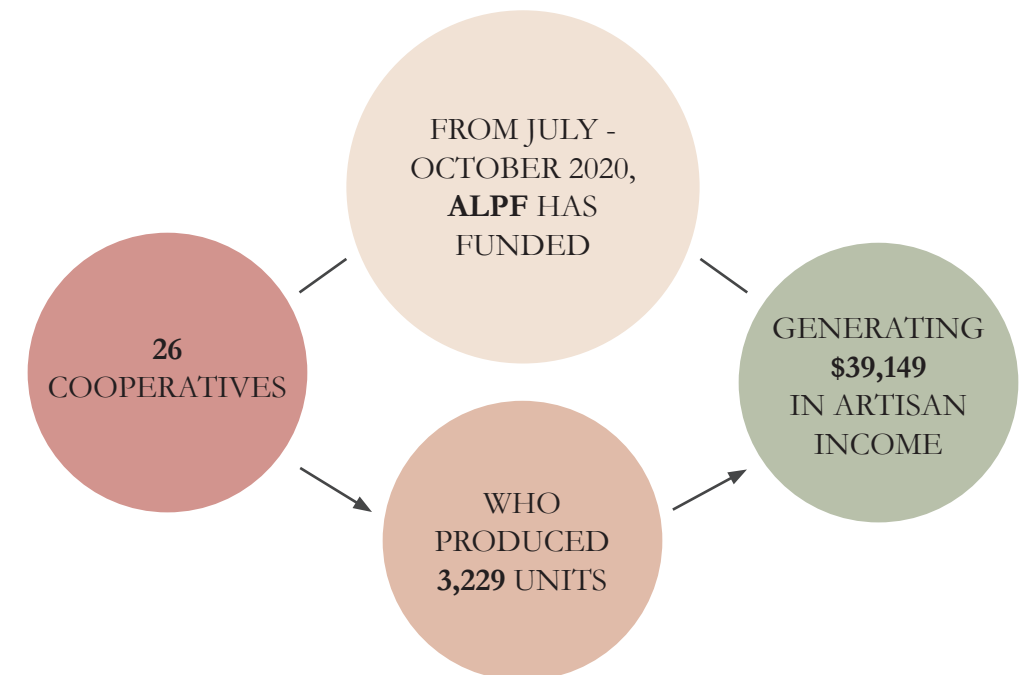 FROM JULY -
OCTOBER 2020,
ALPF HAS
FUNDED
26
COOPERATIVES
WHO
PRODUCED
3,229 UNITS
GENERATING
$39,149
IN ARTISAN
INCOME